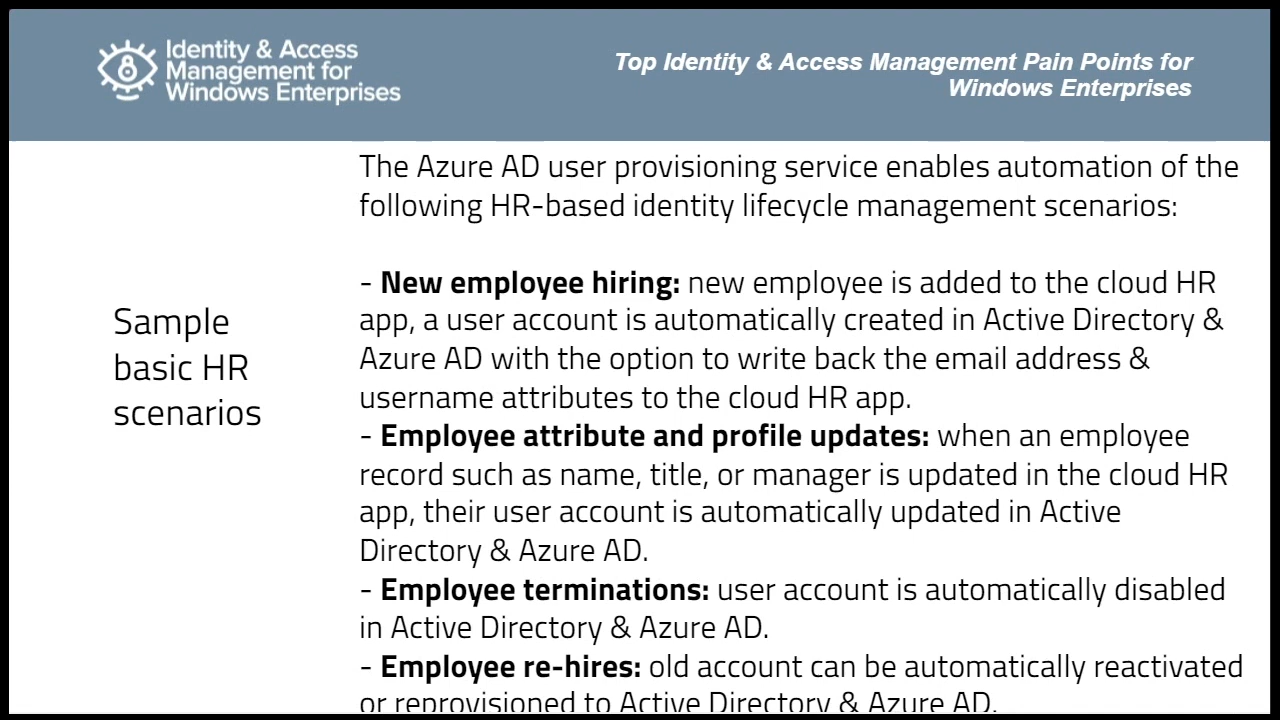 Identity & Access
Management for
Windows Enterprises
Top Identity & Access Management Pain Points for
Windows Enterprises
Sample
basic HR
scenarios
The Azure AD user provisioning service enables automation of the
following HR-based identity lifecycle management scenarios:
- New employee hiring: new employee is added to the cloud HR
app, a user account is automatically created in Active Directory &
Azure AD with the option to write back the email address &
username attributes to the cloud HR app.
- Employee attribute and profile updates: when an employee
record such as name, title, or manager is updated in the cloud HR
app, their user account is automatically updated in Active
Directory & Azure AD.
- Employee terminations: user account is automatically disabled
in Active Directory & Azure AD.
- Employee re-hires: old account can be automatically reactivated
or reprovisioned to Active Directory & Azure AD.